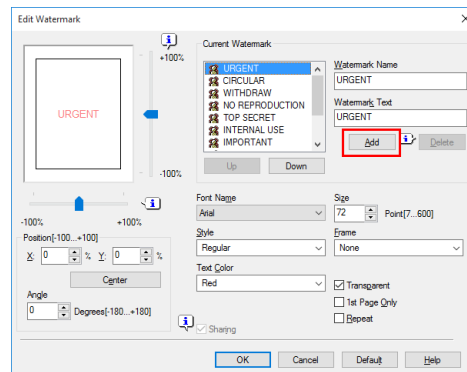 Edit Watermark
URGENT
+100%
-100%
-100%
+100%
Position[-100...+100]
X: 0 % Y: 0 %
Center
Angle
0 Degrees[-180...+180]
Current Watermark
URGENT
CIRCULAR
WITHDRAW
NO REPRODUCTION
TOP SECRET
INTERNAL USE
IMPORTANT
Up
Down
Watermark Name
URGENT
Watermark Text
URGENT
Add
Delete
Font Name
Arial
Size
72 Point[7...600]
Style
Regular
Frame
None
Text Color
Red
Transparent
1st Page Only
Repeat
Sharing
OK
Cancel
Default
Help